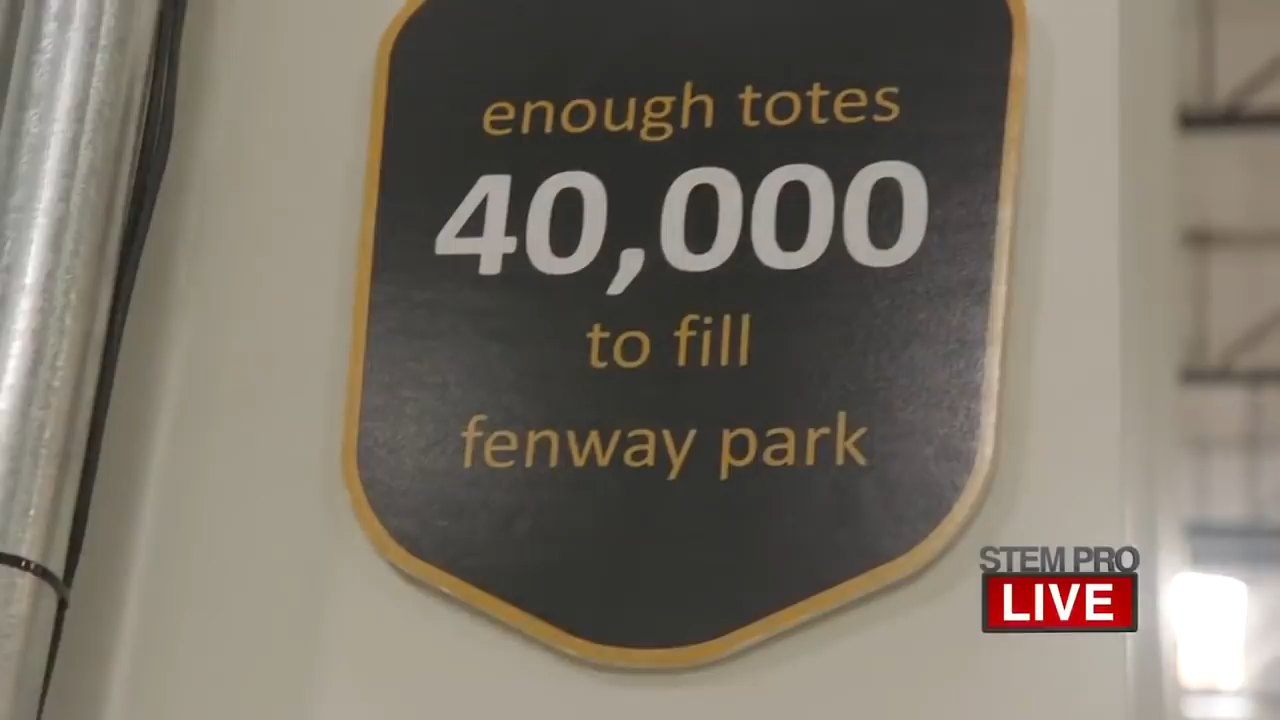 enough totes
40,000
to fill
fenway park
STEM PRO
LIVE